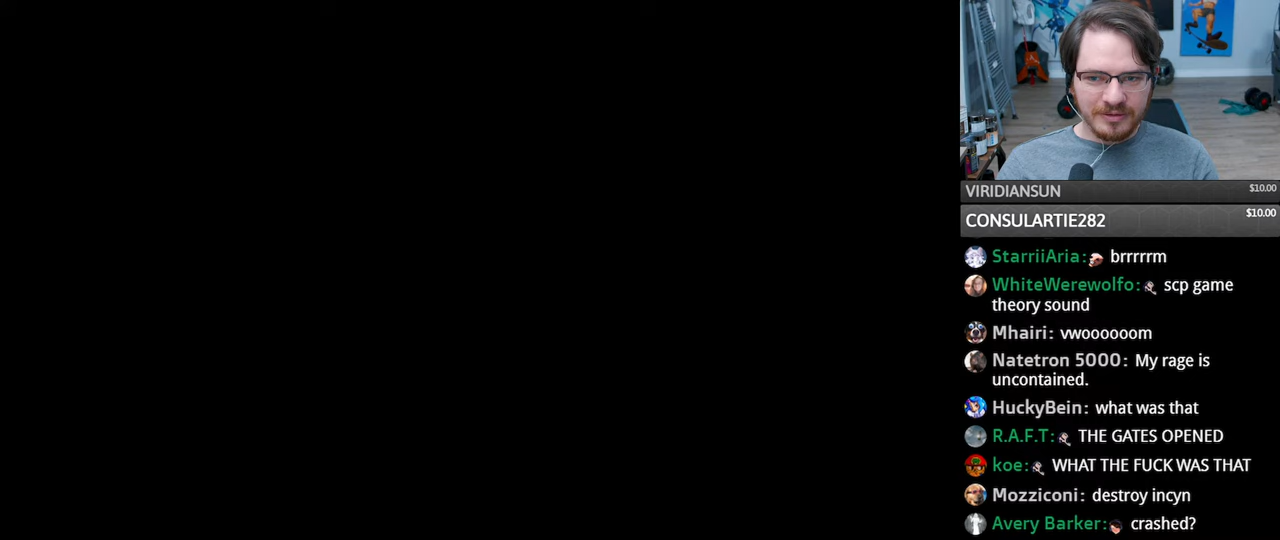 VIRIDIANSUN $10.00
CONSULARTIE282 $10.00
StarriiAria: brrrrrm
WhiteWerewolfo: scp game
theory sound
Mhairi: vwoooooom
Natetron 5000: My rage is
uncontained.
HuckyBein: what was that
R.A.F.T: THE GATES OPENED
koe: WHAT THE FUCK WAS THAT
Mozziconi: destroy incyn
Avery Barker: crashed?